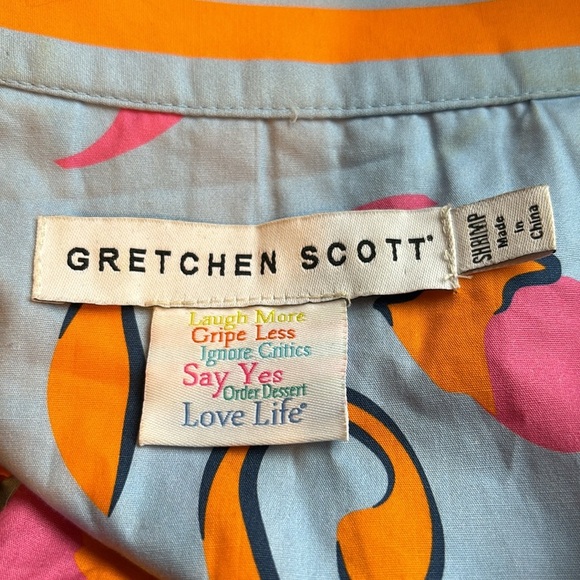 GRETCHEN SCOTT®
SHRIMP
Made
in
China
Laugh More
Gripe Less
Ignore Critics
Say Yes
Order Dessert
Love Life®